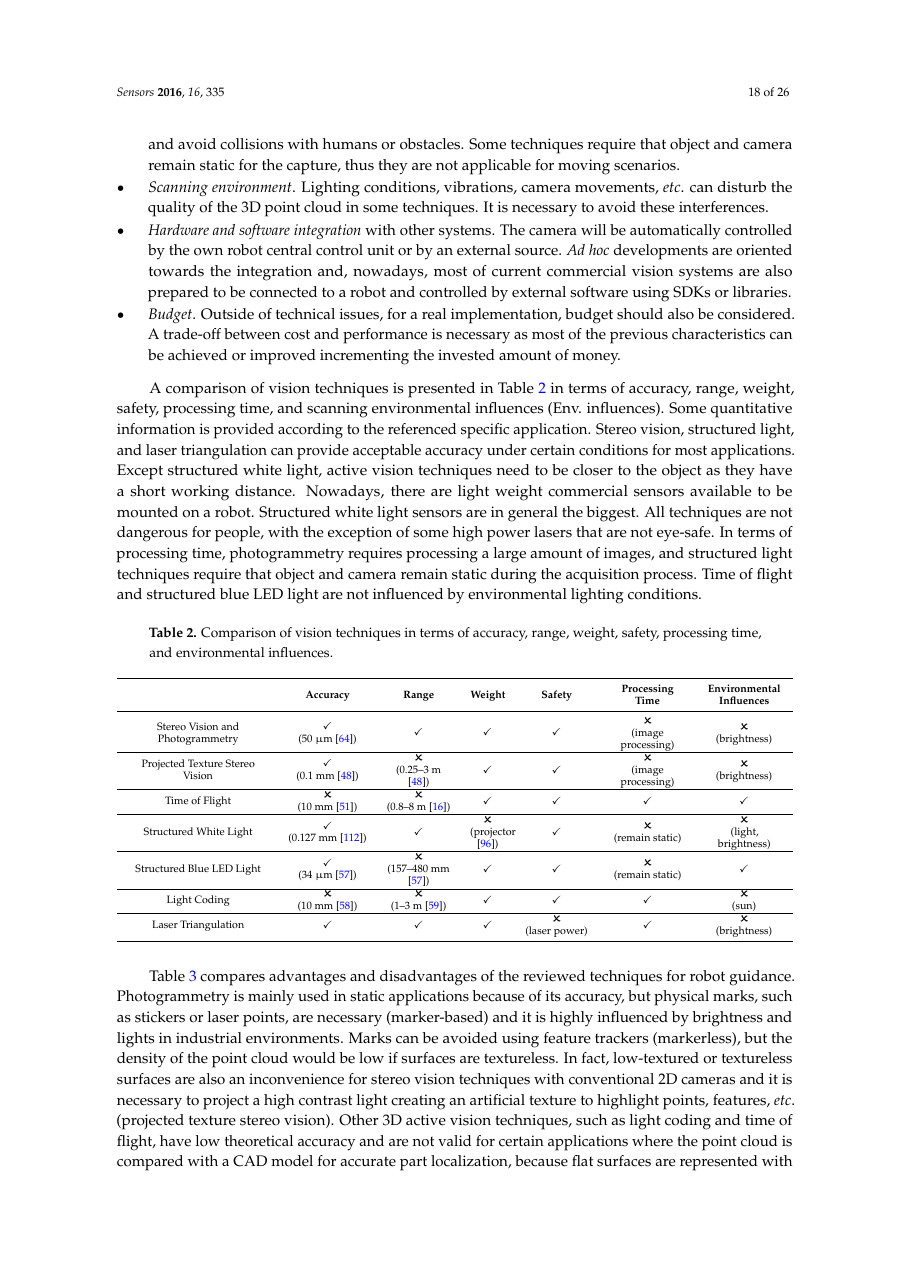 Sensors 2016, 16, 335 18 of 26
and avoid collisions with humans or obstacles. Some techniques require that object and camera
remain static for the capture, thus they are not applicable for moving scenarios.
• Scanning environment. Lighting conditions, vibrations, camera movements, etc. can disturb the
quality of the 3D point cloud in some techniques. It is necessary to avoid these interferences.
• Hardware and software integration with other systems. The camera will be automatically controlled
by the own robot central control unit or by an external source. Ad hoc developments are oriented
towards the integration and, nowadays, most of current commercial vision systems are also
prepared to be connected to a robot and controlled by external software using SDKs or libraries.
• Budget. Outside of technical issues, for a real implementation, budget should also be considered.
A trade-off between cost and performance is necessary as most of the previous characteristics can
be achieved or improved incrementing the invested amount of money.
A comparison of vision techniques is presented in Table 2 in terms of accuracy, range, weight,
safety, processing time, and scanning environmental influences (Env. influences). Some quantitative
information is provided according to the referenced specific application. Stereo vision, structured light,
and laser triangulation can provide acceptable accuracy under certain conditions for most applications.
Except structured white light, active vision techniques need to be closer to the object as they have
a short working distance. Nowadays, there are light weight commercial sensors available to be
mounted on a robot. Structured white light sensors are in general the biggest. All techniques are not
dangerous for people, with the exception of some high power lasers that are not eye-safe. In terms of
processing time, photogrammetry requires processing a large amount of images, and structured light
techniques require that object and camera remain static during the acquisition process. Time of flight
and structured blue LED light are not influenced by environmental lighting conditions.
Table 2. Comparison of vision techniques in terms of accuracy, range, weight, safety, processing time,
and environmental influences.
Accuracy Range Weight Safety Processing Time Environmental Influences
Stereo Vision and Photogrammetry ✓ (50 µm [64]) ✓ ✓ ✓ ✗ (image processing) ✗ (brightness)
Projected Texture Stereo Vision ✓ (0.1 mm [48]) ✗ (0.25–3 m [48]) ✓ ✓ ✗ (image processing) ✗ (brightness)
Time of Flight ✗ (10 mm [51]) ✗ (0.8–8 m [16]) ✓ ✓ ✓ ✓
Structured White Light ✓ (0.127 mm [112]) ✓ ✗ (projector [96]) ✓ ✗ (remain static) ✗ (light, brightness)
Structured Blue LED Light ✓ (34 µm [57]) ✗ (157–480 mm [57]) ✓ ✓ ✗ (remain static) ✓
Light Coding ✗ (10 mm [58]) ✗ (1–3 m [59]) ✓ ✓ ✓ ✗ (sun)
Laser Triangulation ✓ ✓ ✓ ✗ (laser power) ✓ ✗ (brightness)
Table 3 compares advantages and disadvantages of the reviewed techniques for robot guidance.
Photogrammetry is mainly used in static applications because of its accuracy, but physical marks, such
as stickers or laser points, are necessary (marker-based) and it is highly influenced by brightness and
lights in industrial environments. Marks can be avoided using feature trackers (markerless), but the
density of the point cloud would be low if surfaces are textureless. In fact, low-textured or textureless
surfaces are also an inconvenience for stereo vision techniques with conventional 2D cameras and it is
necessary to project a high contrast light creating an artificial texture to highlight points, features, etc.
(projected texture stereo vision). Other 3D active vision techniques, such as light coding and time of
flight, have low theoretical accuracy and are not valid for certain applications where the point cloud is
compared with a CAD model for accurate part localization, because flat surfaces are represented with